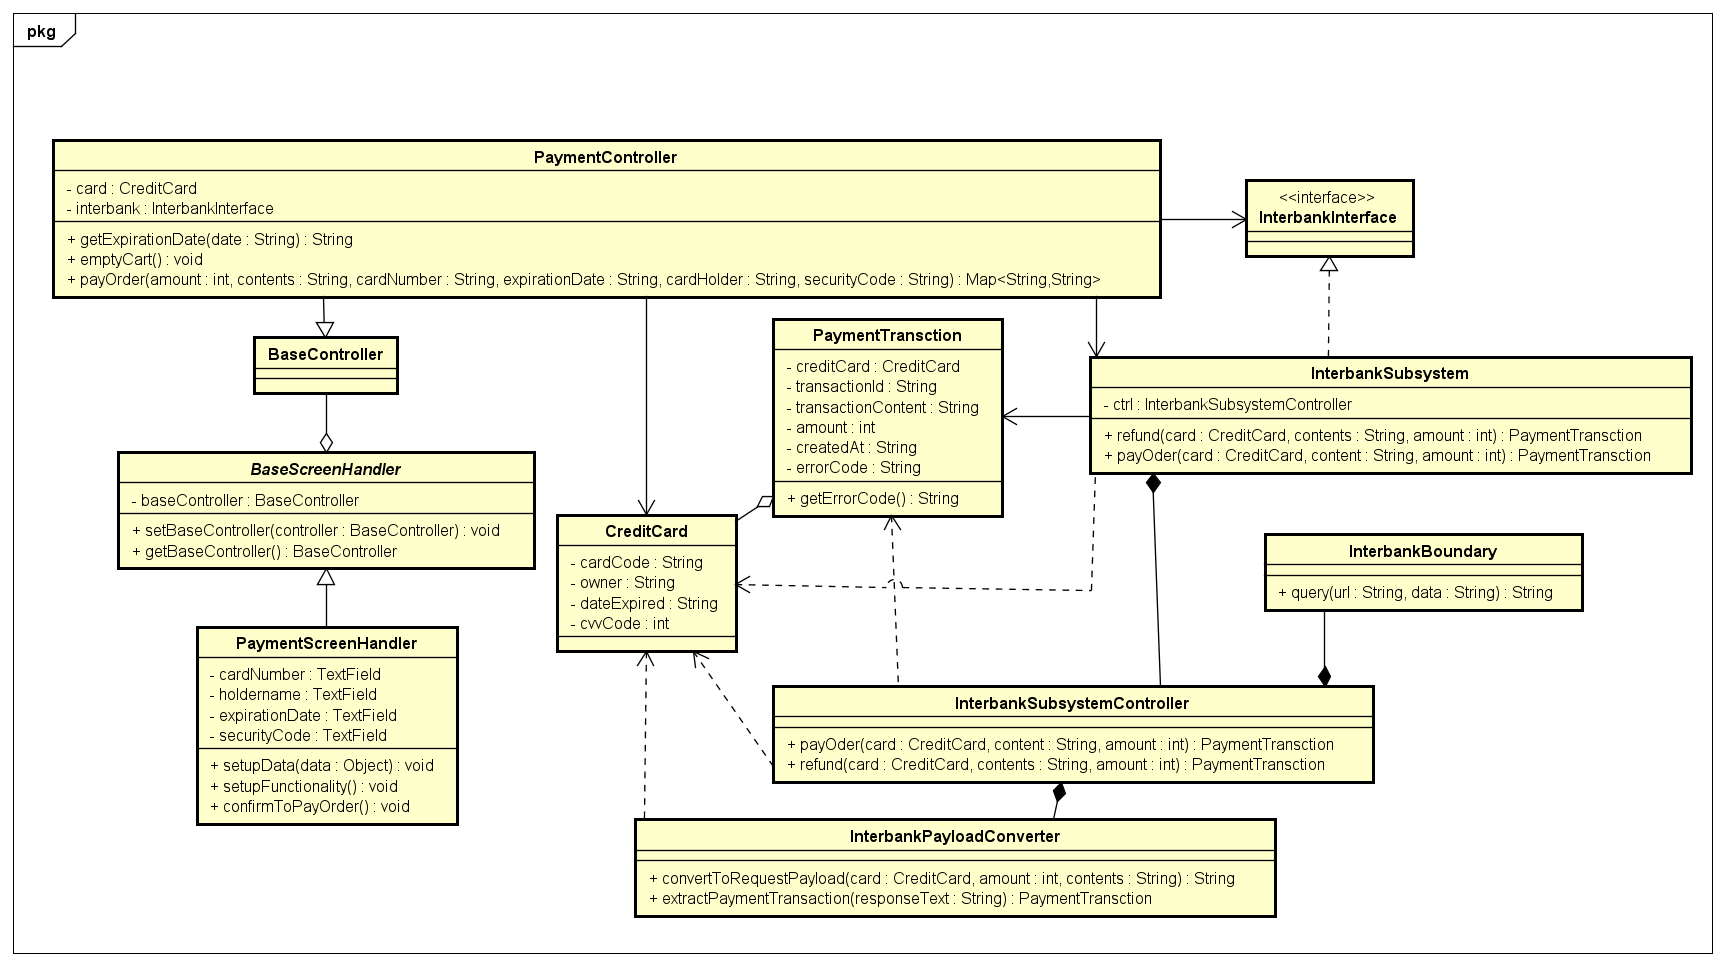 pkg
PaymentController
- card : CreditCard
- interbank : InterbankInterface
+ getExpirationDate(date : String) : String
+ emptyCart() : void
+ payOrder(amount : int, contents : String, cardNumber : String, expirationDate : String, cardHolder : String, securityCode : String) : Map<String,String>
<<interface>>
InterbankInterface
BaseController
PaymentTransction
- creditCard : CreditCard
- transactionId : String
- transactionContent : String
- amount : int
- createdAt : String
- errorCode : String
+ getErrorCode() : String
InterbankSubsystem
- ctrl : InterbankSubsystemController
+ refund(card : CreditCard, contents : String, amount : int) : PaymentTransction
+ payOder(card : CreditCard, content : String, amount : int) : PaymentTransction
BaseScreenHandler
- baseController : BaseController
+ setBaseController(controller : BaseController) : void
+ getBaseController() : BaseController
CreditCard
- cardCode : String
- owner : String
- dateExpired : String
- cvvCode : int
InterbankBoundary
+ query(url : String, data : String) : String
PaymentScreenHandler
- cardNumber : TextField
- holdername : TextField
- expirationDate : TextField
- securityCode : TextField
+ setupData(data : Object) : void
+ setupFunctionality() : void
+ confirmToPayOrder() : void
InterbankSubsystemController
+ payOder(card : CreditCard, content : String, amount : int) : PaymentTransction
+ refund(card : CreditCard, contents : String, amount : int) : PaymentTransction
InterbankPayloadConverter
+ convertToRequestPayload(card : CreditCard, amount : int, contents : String) : String
+ extractPaymentTransaction(responseText : String) : PaymentTransction